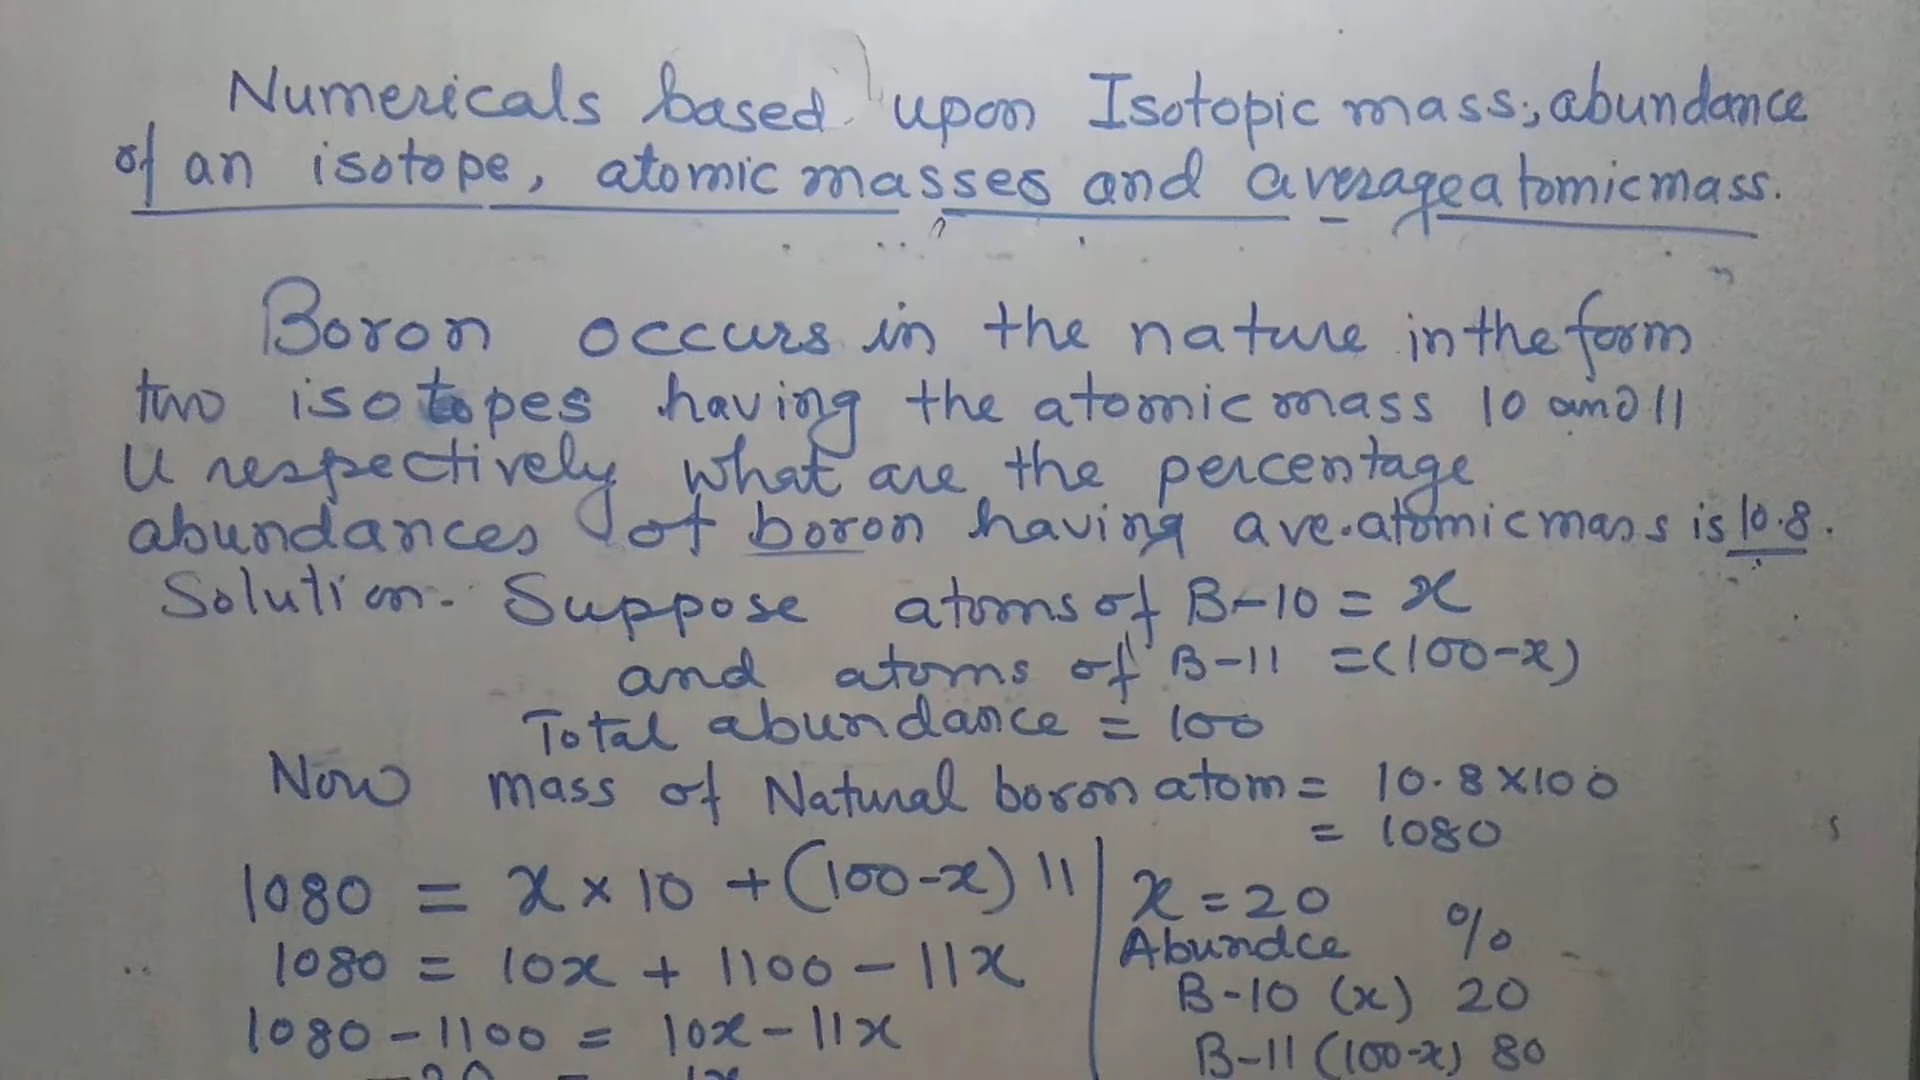 Numericals based upon Isotopic mass, abundance
of an isotope, atomic masses and average atomic mass.
Boron occurs in the nature in the form
two isotopes having the atomic mass 10 and 11
U respectively what are the percentage
abundances of boron having ave. atomic mass is 10.8.
Solution- Suppose atoms of B-10 = x
and atoms of B-11 = (100-x)
Total abundance = 100
Now mass of Natural boron atom = 10.8 x 100
= 1080
1080 = x × 10 + (100-x) 11
1080 = 10x + 1100 - 11x
1080 - 1100 = 10x - 11x
x = 20
Abundce %
B-10 (x) 20
B-11 (100-x) 80